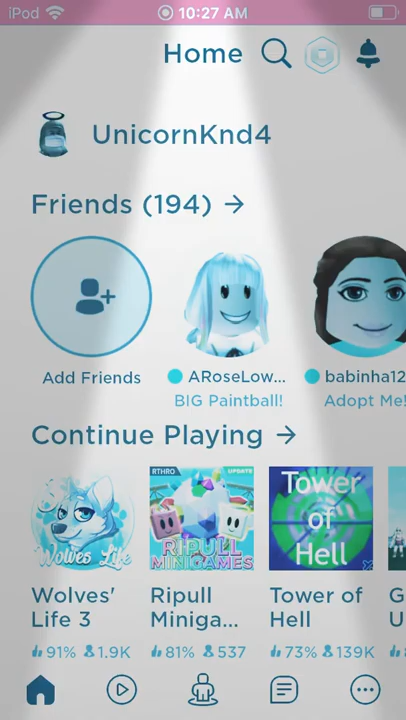 iPod 10:27 AM
Home
UnicornKnd4
Friends (194) →
Add Friends
ARoseLow...
babinha12
BIG Paintball!
Adopt Me!
Continue Playing →
Wolves Life
RTHRO UPDATE
RIPULL
MINIGAMES
Tower
of
Hell
Wolves'
Life 3
Ripull
Miniga...
Tower of
Hell
G
U
91% 1.9K
81% 537
73% 139K